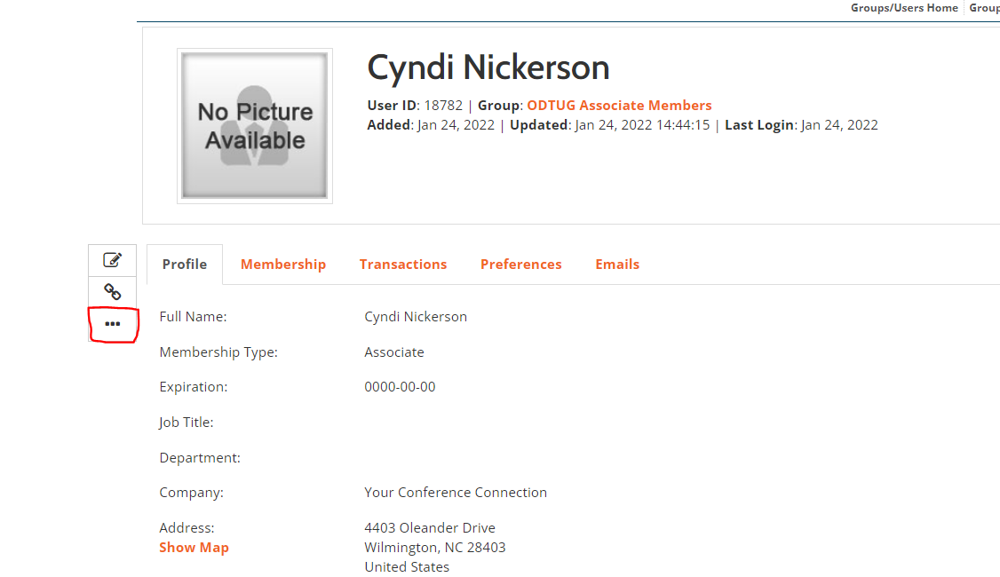 Groups/Users Home Group
Cyndi Nickerson
No Picture
Available
User ID: 18782 | Group: ODTUG Associate Members
Added: Jan 24, 2022 | Updated: Jan 24, 2022 14:44:15 | Last Login: Jan 24, 2022
Profile Membership Transactions Preferences Emails
Full Name: Cyndi Nickerson
Membership Type: Associate
Expiration: 0000-00-00
Job Title:
Department:
Company: Your Conference Connection
Address: 4403 Oleander Drive
Show Map Wilmington, NC 28403
United States